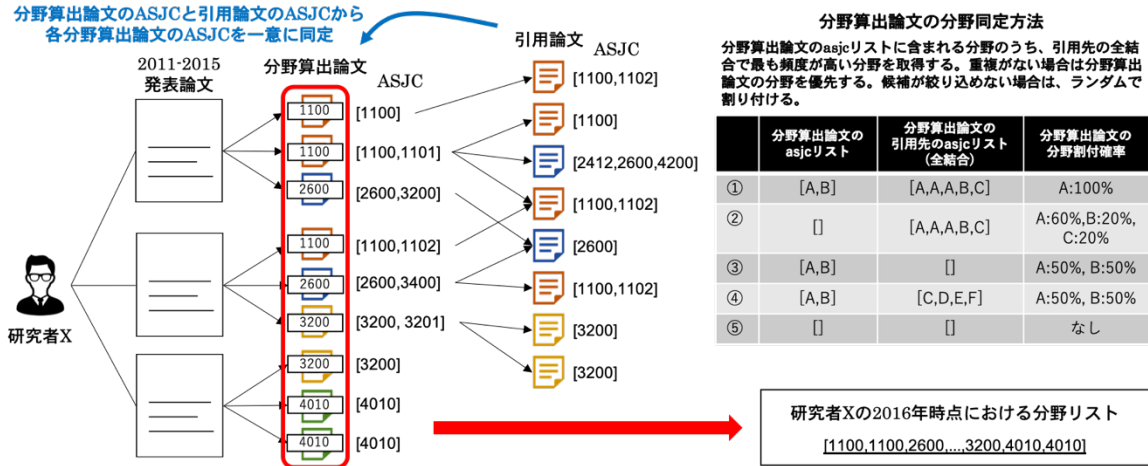 分野算出論文のASJCと引用論文のASJCから
各分野算出論文のASJCを一意に同定
2011-2015
発表論文
分野算出論文
ASJC
引用論文
ASJC
研究者X
1100
[1100]
1100
[1100,1101]
2600
[2600,3200]
1100
[1100,1102]
2600
[2600,3400]
3200
[3200, 3201]
3200
[3200]
4010
[4010]
4010
[4010]
[1100,1102]
[1100]
[2412,2600,4200]
[1100,1102]
[2600]
[1100,1102]
[3200]
[3200]
分野算出論文の分野同定方法
分野算出論文のasjcリストに含まれる分野のうち、引用先の全結
合で最も頻度が高い分野を取得する。重複がない場合は分野算出
論文の分野を優先する。候補が絞り込めない場合は、ランダムで
割り付ける。
分野算出論文の
asjcリスト
分野算出論文の
引用先のasjcリスト
(全結合)
分野算出論文の
分野割付確率
① [A,B] [A,A,A,B,C] A:100%
② [] [A,A,A,B,C] A:60%,B:20%,
C:20%
③ [A,B] [] A:50%, B:50%
④ [A,B] [C,D,E,F] A:50%, B:50%
⑤ [] [] なし
研究者Xの2016年時点における分野リスト
[1100,1100,2600,...,3200,4010,4010]